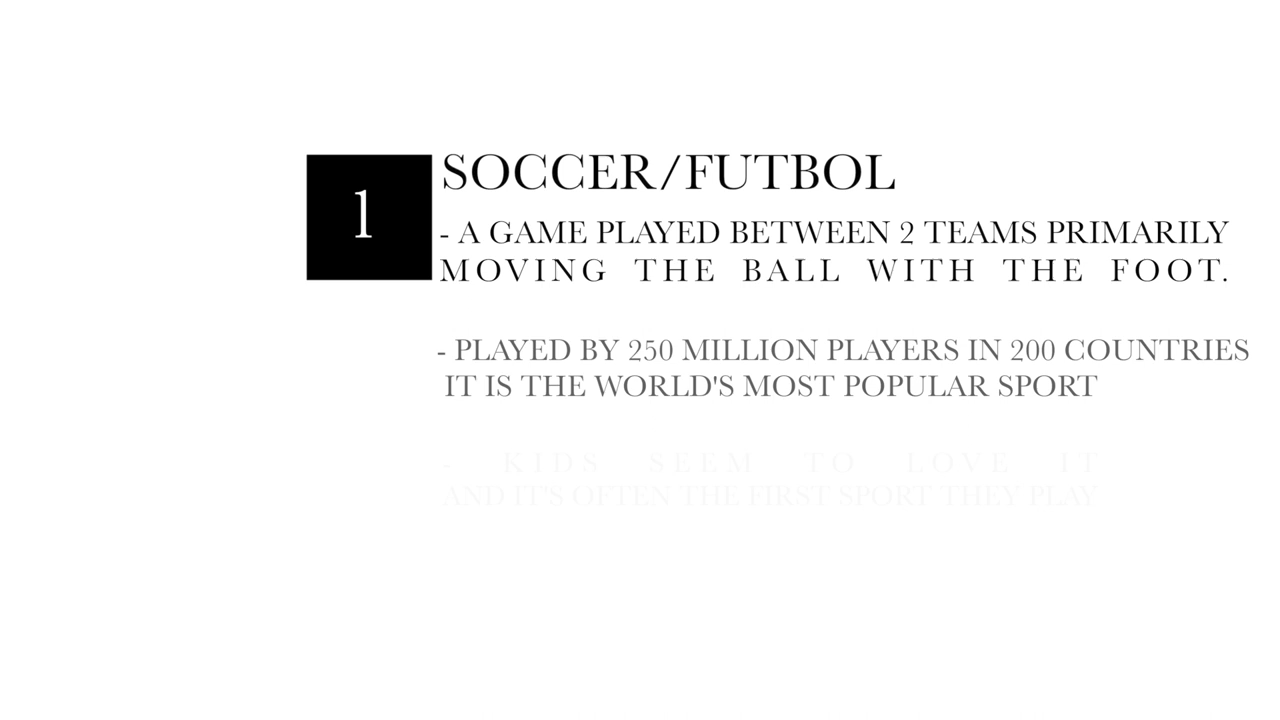 1
SOCCER/FUTBOL
- A GAME PLAYED BETWEEN 2 TEAMS PRIMARILY
MOVING THE BALL WITH THE FOOT.
- PLAYED BY 250 MILLION PLAYERS IN 200 COUNTRIES
IT IS THE WORLD'S MOST POPULAR SPORT
- KIDS SEEM TO LOVE IT
AND IT'S OFTEN THE FIRST SPORT THEY PLAY